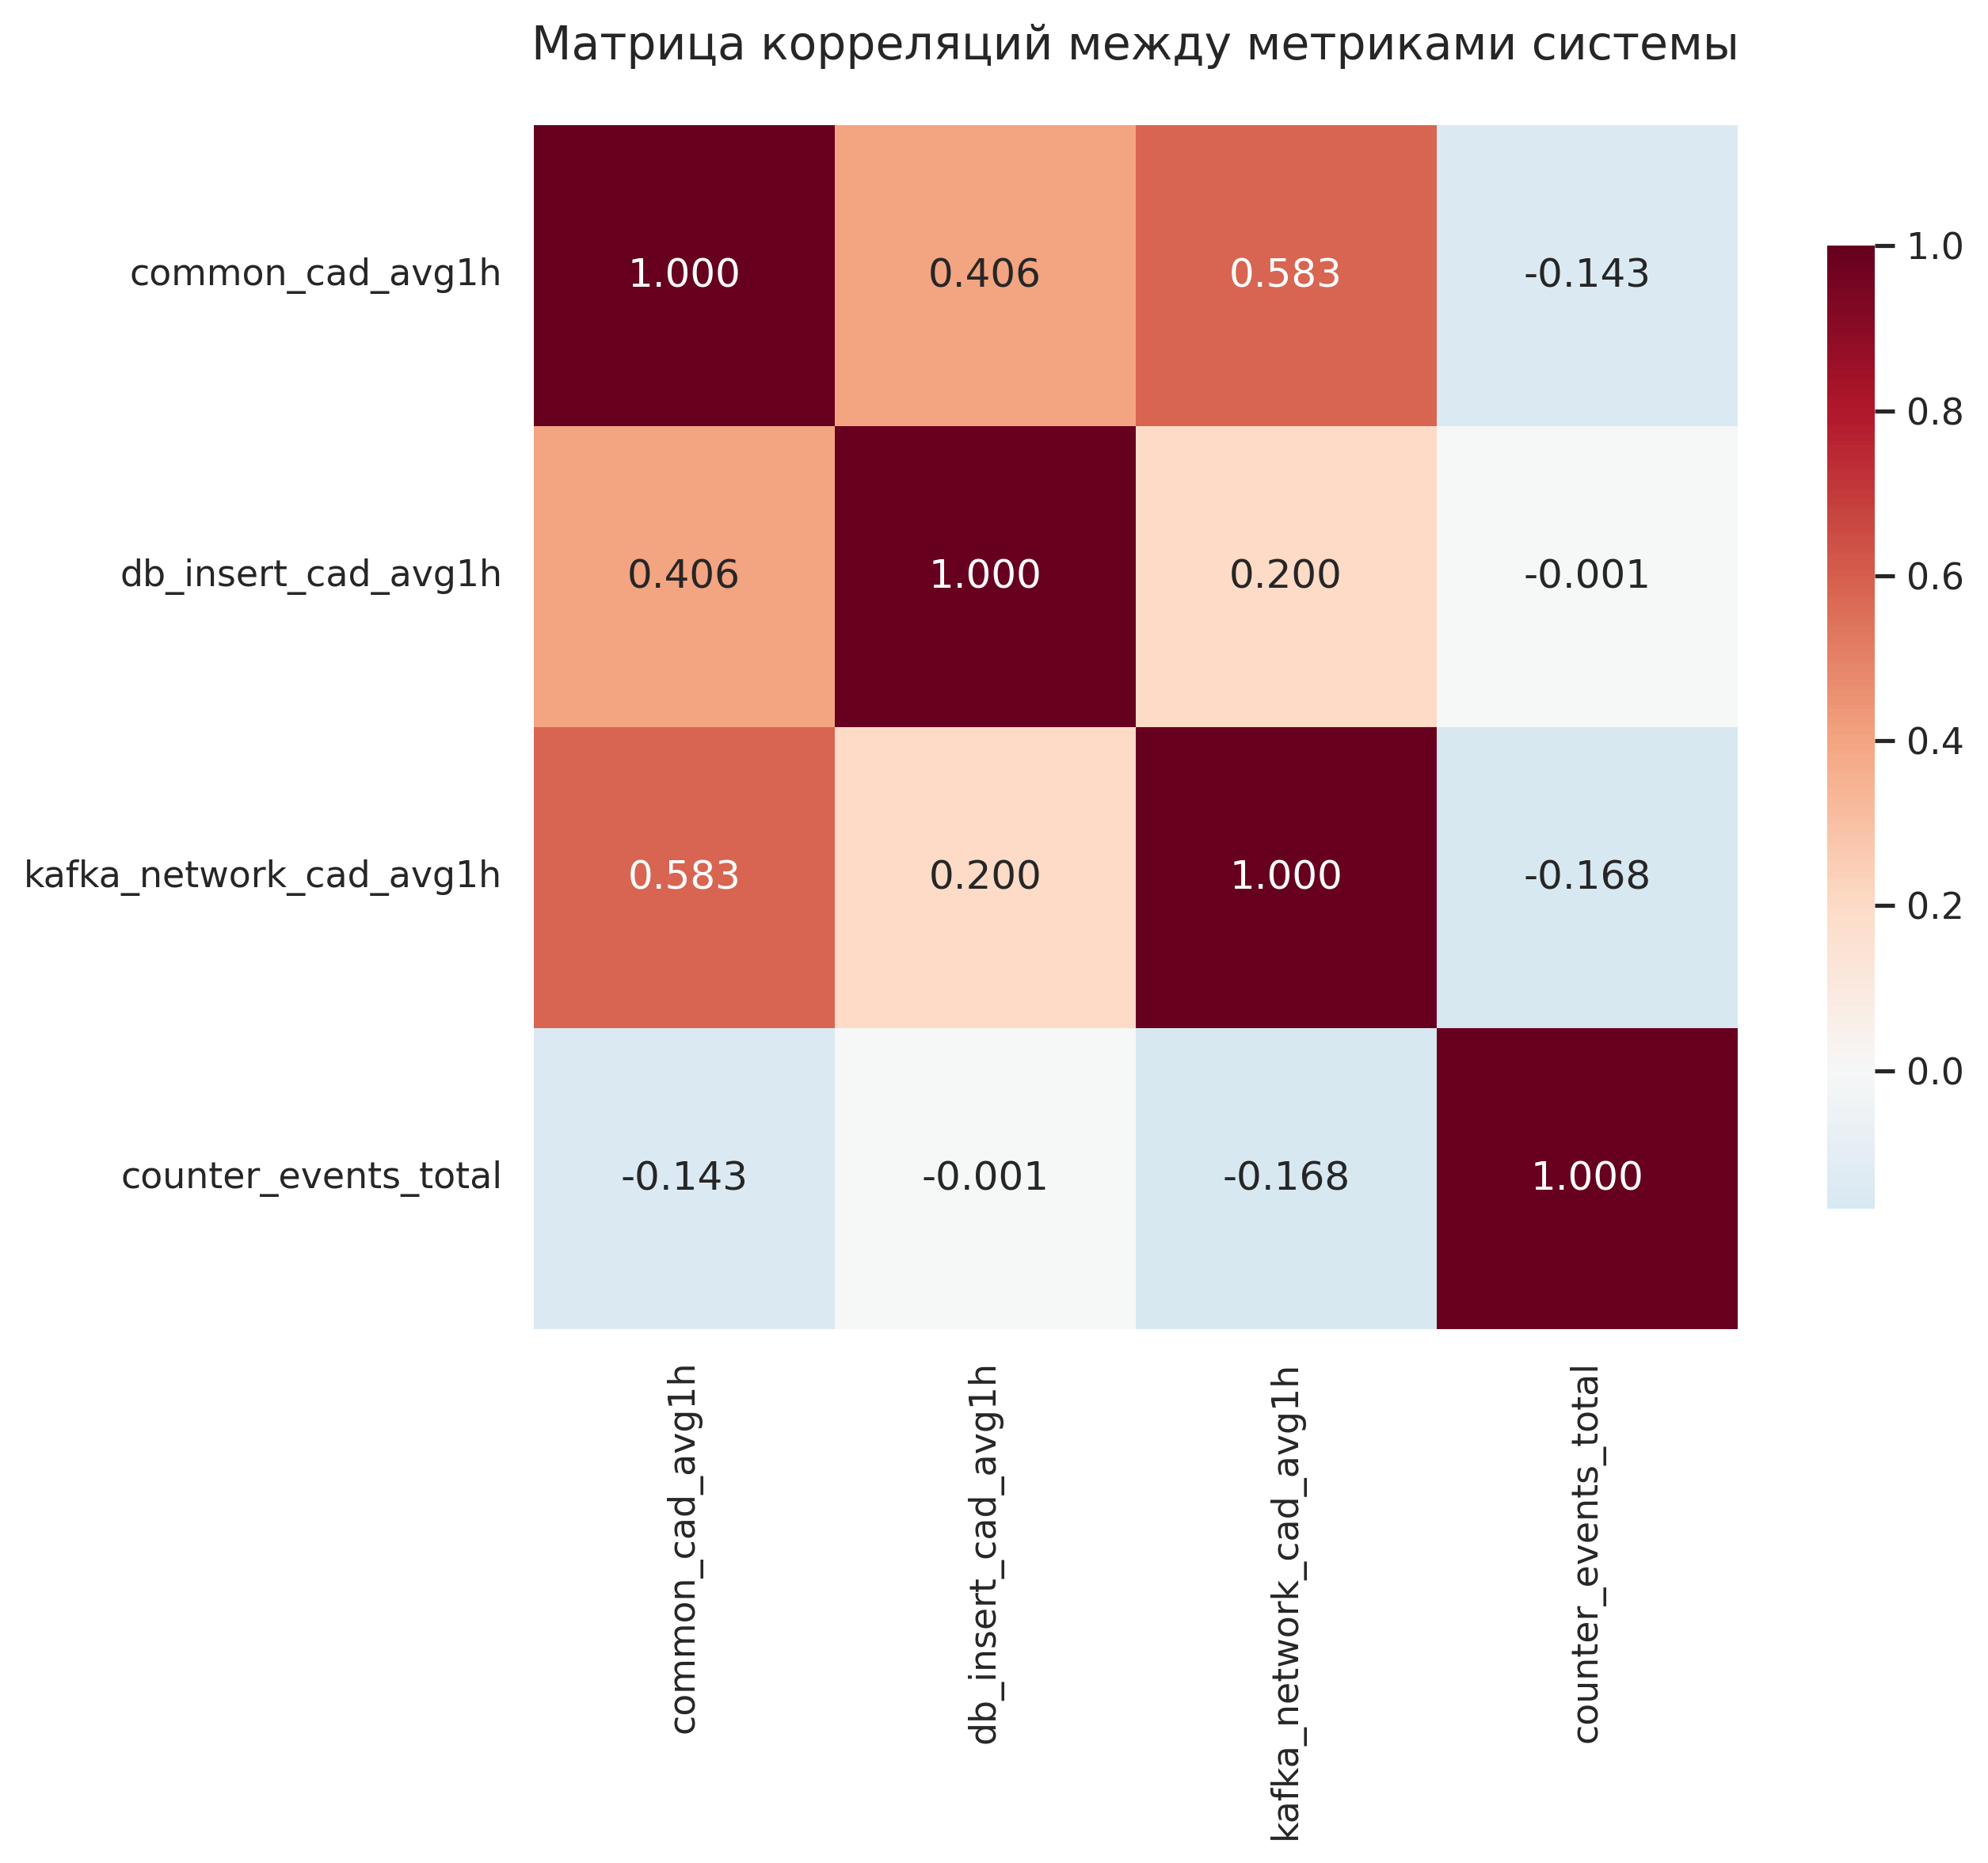 Матрица корреляций между метриками системы
common_cad_avg1h 1.000 0.406 0.583 -0.143
db_insert_cad_avg1h 0.406 1.000 0.200 -0.001
kafka_network_cad_avg1h 0.583 0.200 1.000 -0.168
counter_events_total -0.143 -0.001 -0.168 1.000
common_cad_avg1h
db_insert_cad_avg1h
kafka_network_cad_avg1h
counter_events_total
1.0
0.8
0.6
0.4
0.2
0.0